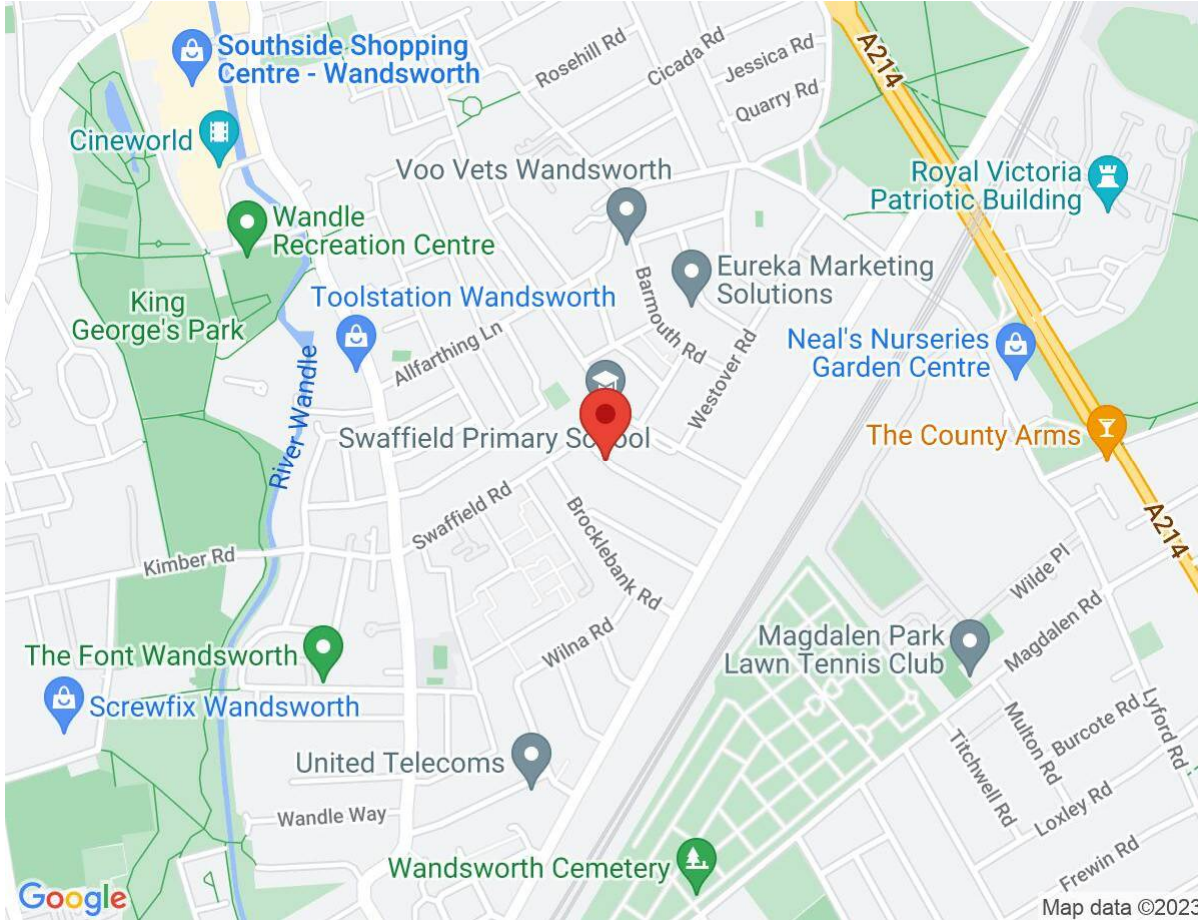 Southside Shopping
Centre - Wandsworth
Rosehill Rd
Cicada Rd
Jessica Rd
Quarry Rd
A214
Cineworld
Voo Vets Wandsworth
Royal Victoria
Patriotic Building
Wandle
Recreation Centre
Eureka Marketing
Solutions
King
George's Park
Toolstation Wandsworth
Barmouth Rd
Allfarthing Ln
Westover Rd
Neal's Nurseries
Garden Centre
River Wandle
Swaffield Primary School
The County Arms
Swaffield Rd
Brocklebank Rd
A214
Kimber Rd
Wilde Pl
Magdalen Rd
Wilna Rd
Magdalen Park
Lawn Tennis Club
The Font Wandsworth
Screwfix Wandsworth
Lyford Rd
Burcote Rd
Multon Rd
Titchwell Rd
United Telecoms
Loxley Rd
Wandle Way
Wandsworth Cemetery
Frewin Rd
Google
Map data ©2023